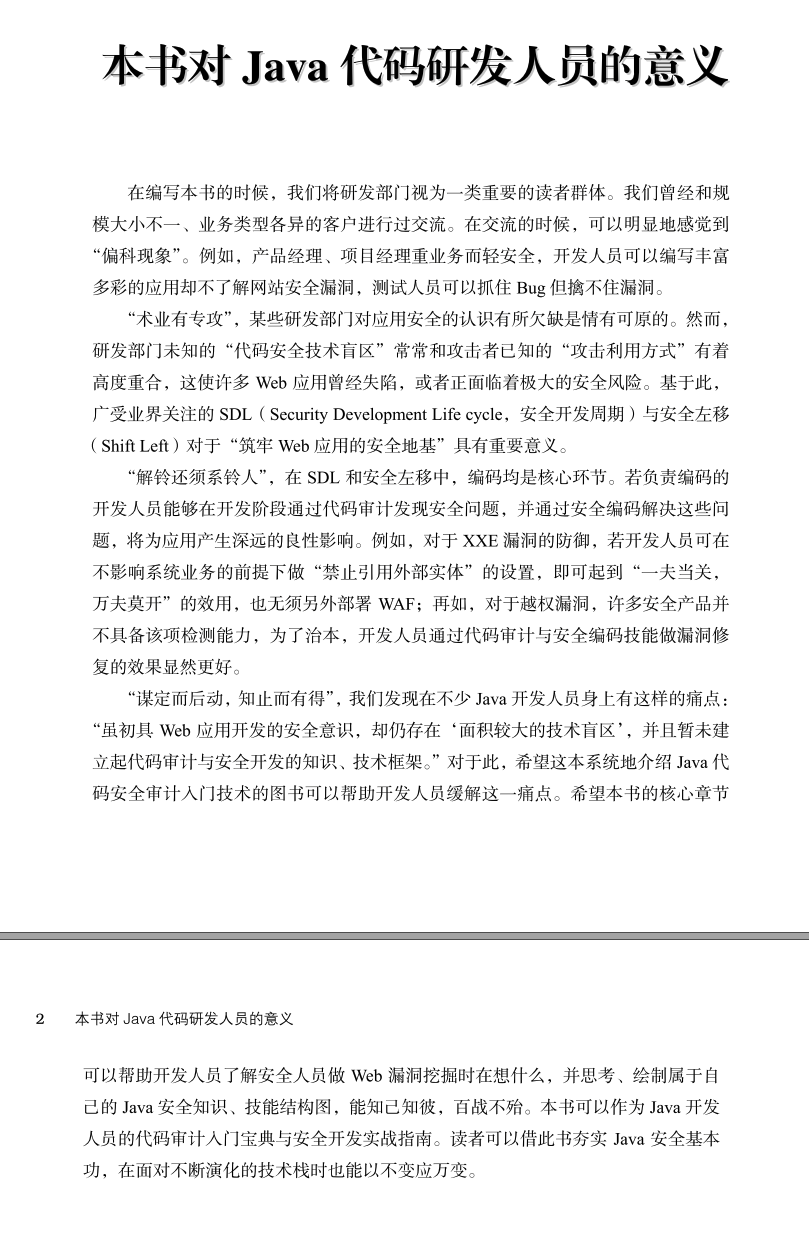 本书对 Java 代码研发人员的意义
在编写本书的时候，我们将研发部门视为一类重要的读者群体。我们曾经和规
模大小不一、业务类型各异的客户进行过交流。在交流的时候，可以明显地感觉到
“偏科现象”。例如，产品经理、项目经理重业务而轻安全，开发人员可以编写丰富
多彩的应用却不了解网站安全漏洞，测试人员可以抓住 Bug 但擒不住漏洞。
“术业有专攻”，某些研发部门对应用安全的认识有所欠缺是情有可原的。然而，
研发部门未知的“代码安全技术盲区”常常和攻击者已知的“攻击利用方式”有着
高度重合，这使许多 Web 应用曾经失陷，或者正面临着极大的安全风险。基于此，
广受业界关注的 SDL（Security Development Life cycle，安全开发周期）与安全左移
（Shift Left）对于“筑牢 Web 应用的安全地基”具有重要意义。
“解铃还须系铃人”，在 SDL 和安全左移中，编码均是核心环节。若负责编码的
开发人员能够在开发阶段通过代码审计发现安全问题，并通过安全编码解决这些问
题，将为应用产生深远的良性影响。例如，对于 XXE 漏洞的防御，若开发人员可在
不影响系统业务的前提下做“禁止引用外部实体”的设置，即可起到“一夫当关，
万夫莫开”的效用，也无须另外部署 WAF；再如，对于越权漏洞，许多安全产品并
不具备该项检测能力，为了治本，开发人员通过代码审计与安全编码技能做漏洞修
复的效果显然更好。
“谋定而后动，知止而有得”，我们发现在不少 Java 开发人员身上有这样的痛点：
“虽初具 Web 应用开发的安全意识，却仍存在‘面积较大的技术盲区’，并且暂未建
立起代码审计与安全开发的知识、技术框架。”对于此，希望这本系统地介绍 Java 代
码安全审计入门技术的图书可以帮助开发人员缓解这一痛点。希望本书的核心章节
2 本书对 Java 代码研发人员的意义
可以帮助开发人员了解安全人员做 Web 漏洞挖掘时在想什么，并思考、绘制属于自
己的 Java 安全知识、技能结构图，能知己知彼，百战不殆。本书可以作为 Java 开发
人员的代码审计入门宝典与安全开发实战指南。读者可以借此书夯实 Java 安全基本
功，在面对不断演化的技术栈时也能以不变应万变。